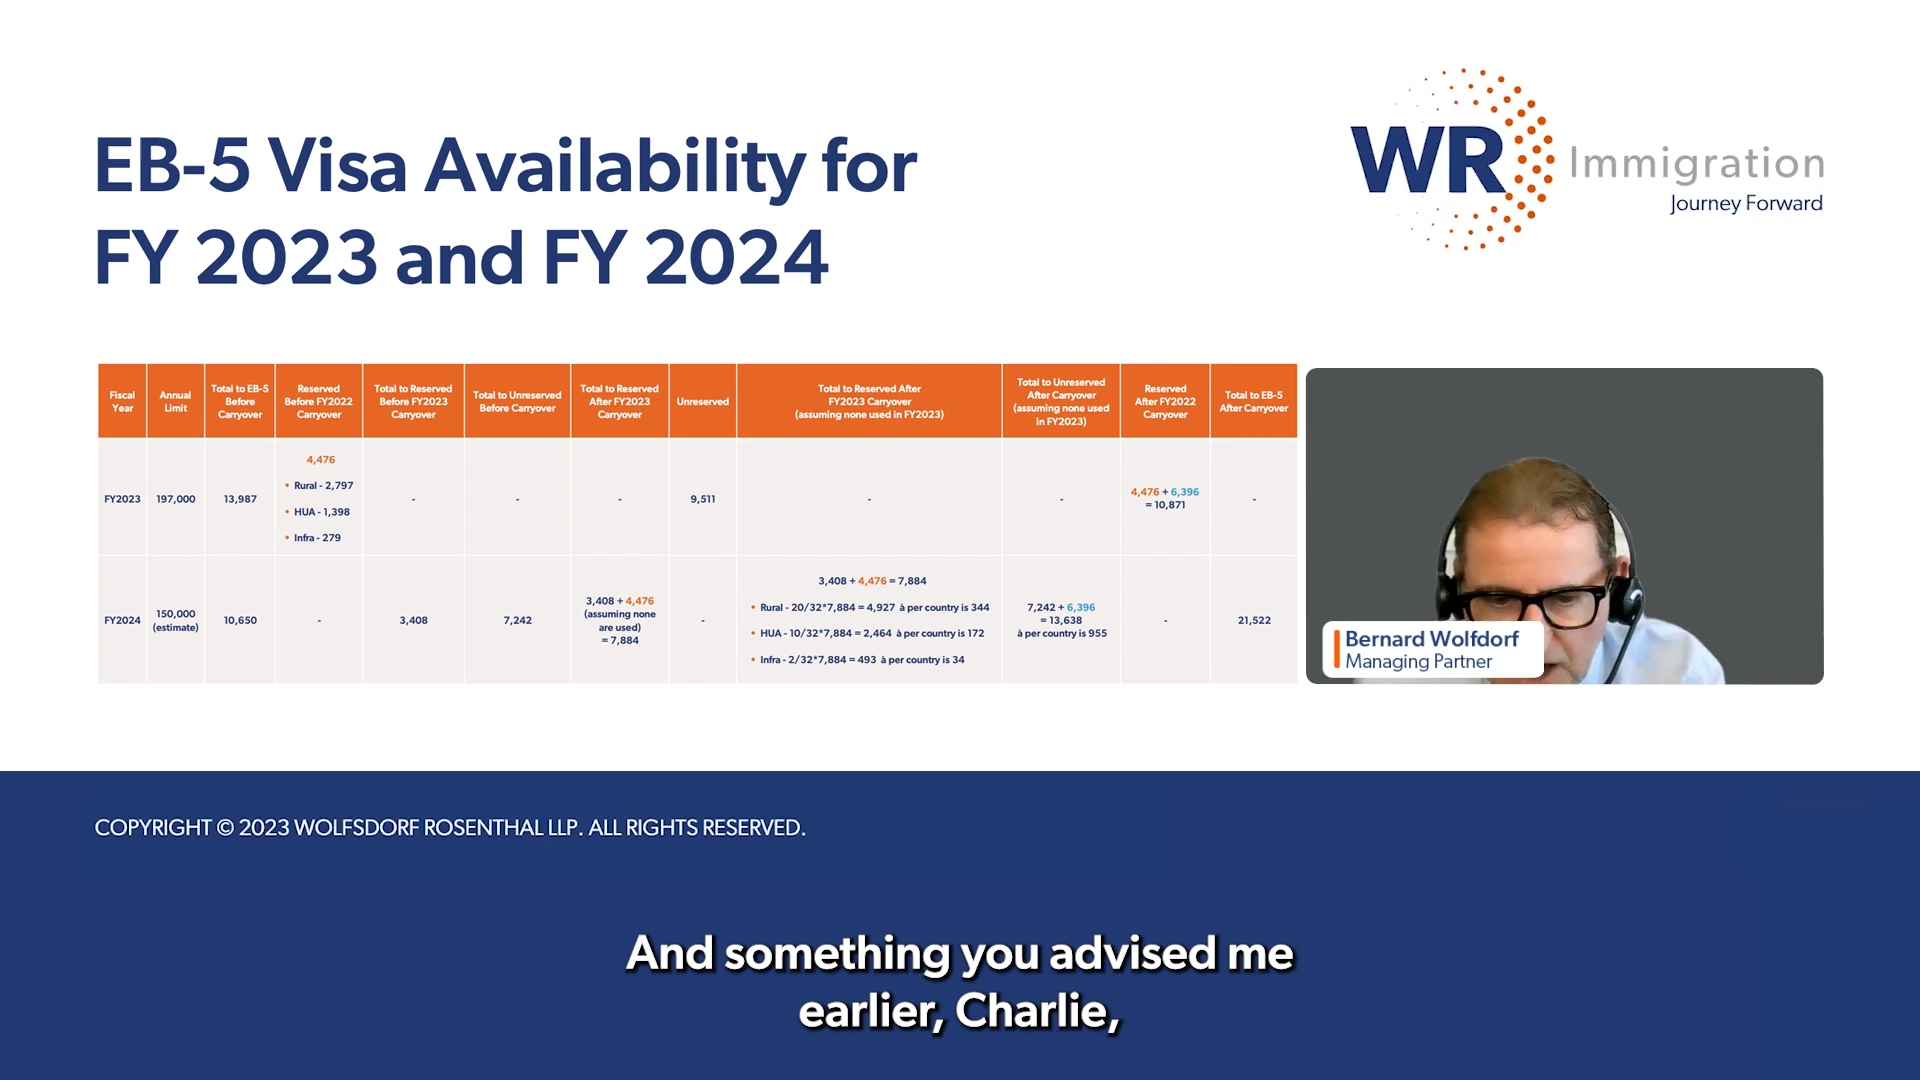 EB-5 Visa Availability for
FY 2023 and FY 2024
WR Immigration
Journey Forward
Fiscal
Year
Annual
Limit
Total to EB-5
Before
Carryover
Reserved
Before FY2022
Carryover
Total to Reserved
Before FY2023
Carryover
Total to Unreserved
Before Carryover
Total to Reserved
After FY2023
Carryover
Unreserved
Total to Reserved After
FY2023 Carryover
(assuming none used in FY2023)
Total to Unreserved
After Carryover
(assuming none used
in FY2023)
Reserved
After FY2022
Carryover
Total to EB-5
After Carryover
FY2023
197,000
13,987
4,476
• Rural - 2,797
• HUA - 1,398
• Infra - 279
-
-
-
9,511
-
-
4,476 + 6,396
= 10,871
-
FY2024
150,000
(estimate)
10,650
-
3,408
7,242
3,408 + 4,476
(assuming none
are used)
= 7,884
-
3,408 + 4,476 = 7,884
• Rural - 20/32*7,884 = 4,927 à per country is 344
• HUA - 10/32*7,884 = 2,464 à per country is 172
• Infra - 2/32*7,884 = 493 à per country is 34
7,242 + 6,396
= 13,638
à per country is 955
-
21,522
Bernard Wolfdorf
Managing Partner
COPYRIGHT © 2023 WOLFSDORF ROSENTHAL LLP. ALL RIGHTS RESERVED.
And something you advised me
earlier, Charlie,